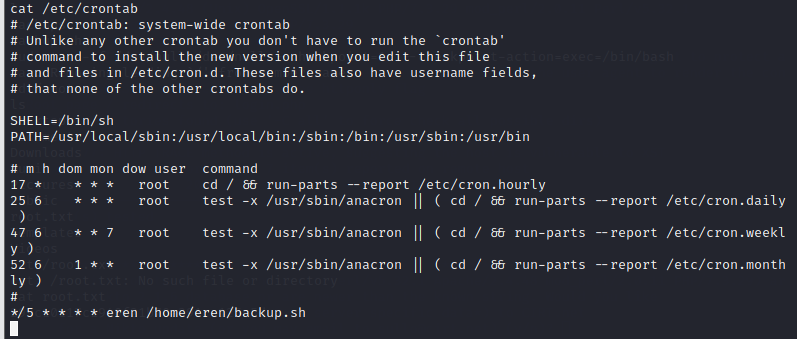 cat /etc/crontab
# /etc/crontab: system-wide crontab
# Unlike any other crontab you don't have to run the `crontab'
# command to install the new version when you edit this file
# and files in /etc/cron.d. These files also have username fields,
# that none of the other crontabs do.
SHELL=/bin/sh
PATH=/usr/local/sbin:/usr/local/bin:/sbin:/bin:/usr/sbin:/usr/bin
# m h dom mon dow user  command
17 *    * * *   root    cd / && run-parts --report /etc/cron.hourly
25 6    * * *   root    test -x /usr/sbin/anacron || ( cd / && run-parts --report /etc/cron.daily
 )
47 6    * * 7   root    test -x /usr/sbin/anacron || ( cd / && run-parts --report /etc/cron.weekl
y )
52 6    1 * *   root    test -x /usr/sbin/anacron || ( cd / && run-parts --report /etc/cron.month
ly )
#
*/5 * * * * eren /home/eren/backup.sh